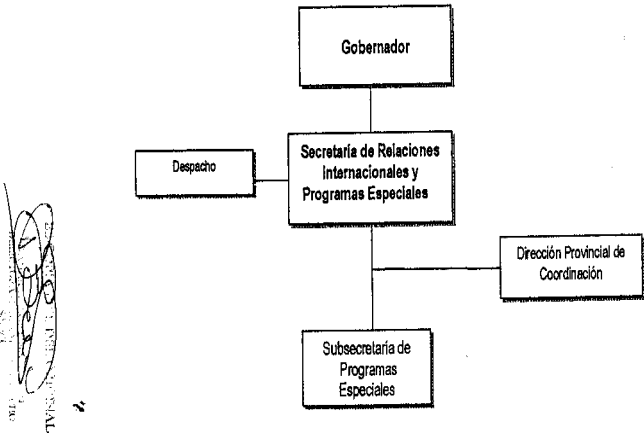 Gobernador
Secretaría de Relaciones
Internacionales y
Programas Especiales
Despacho
Dirección Provincial de
Coordinación
Subsecretaría de
Programas
Especiales